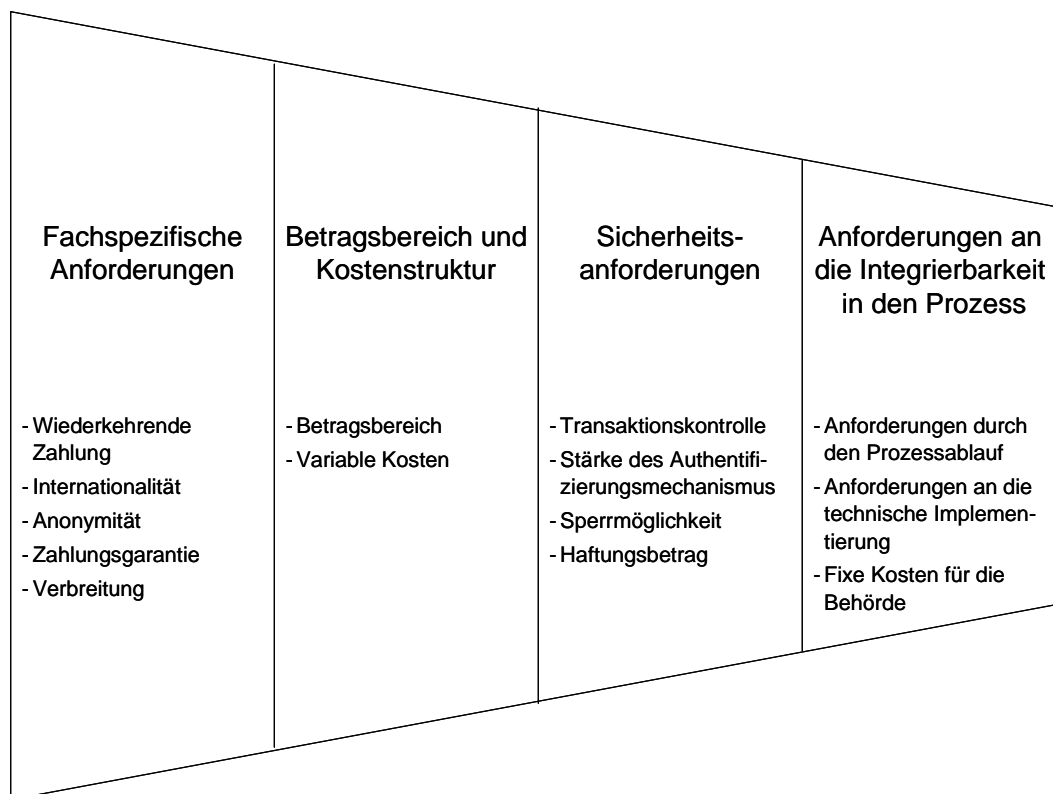 Fachspezifische
Anforderungen
- Wiederkehrende
Zahlung
- Internationalität
- Anonymität
- Zahlungsgarantie
- Verbreitung
Betragsbereich und
Kostenstruktur
- Betragsbereich
- Variable Kosten
Sicherheits-
anforderungen
- Transaktionskontrolle
- Stärke des Authentifi-
zierungsmechanismus
- Sperrmöglichkeit
- Haftungsbetrag
Anforderungen an
die Integrierbarkeit
in den Prozess
- Anforderungen durch
den Prozessablauf
- Anforderungen an die
technische Implemen-
tierung
- Fixe Kosten für die
Behörde